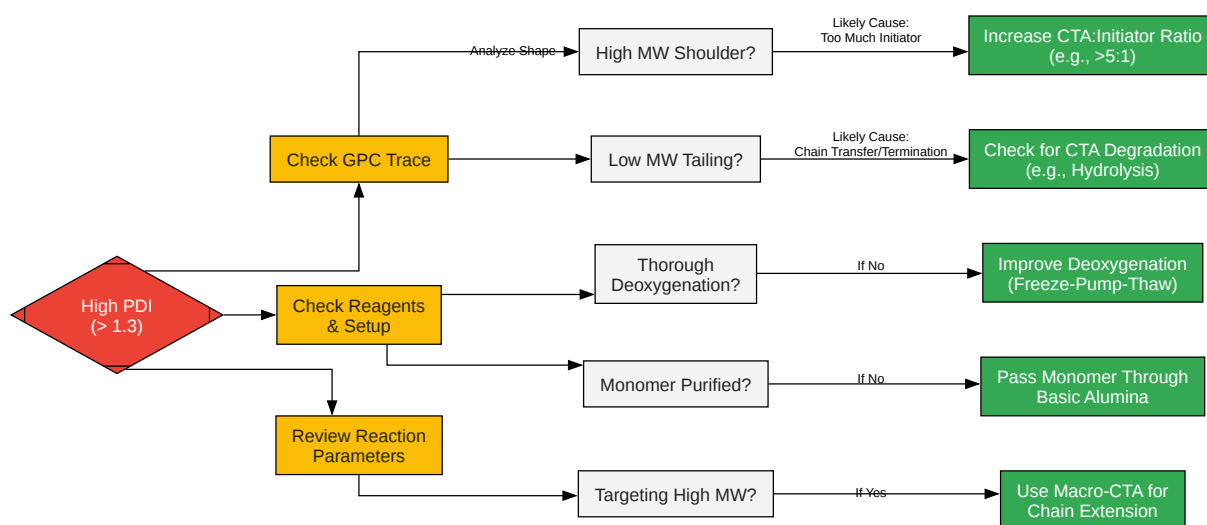 Likely Cause:
Too Much Initiator
Analyze Shape
High MW Shoulder?
Increase CTA:Initiator Ratio
(e.g., >5:1)
Likely Cause:
Chain Transfer/Termination
Check GPC Trace
Low MW Tailing?
Check for CTA Degradation
(e.g., Hydrolysis)
High PDI
(> 1.3)
Check Reagents
& Setup
Thorough
Deoxygenation?
If No
Improve Deoxygenation
(Freeze-Pump-Thaw)
Monomer Purified?
If No
Pass Monomer Through
Basic Alumina
Review Reaction
Parameters
Targeting High MW?
If Yes
Use Macro-CTA for
Chain Extension